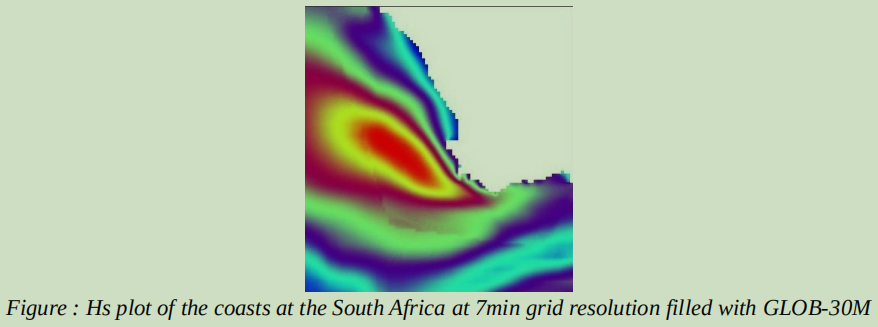 Figure : Hs plot of the coasts at the South Africa at 7min grid resolution filled with GLOB-30M